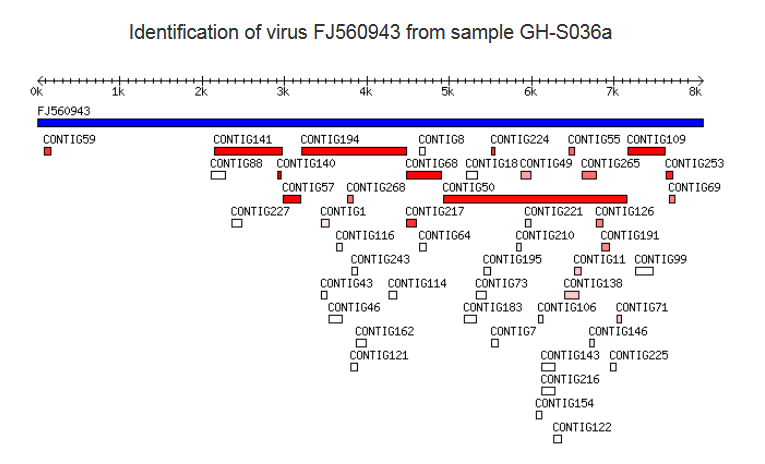 Identification of virus FJ560943 from sample GH-S036a
0k 1k 2k 3k 4k 5k 6k 7k 8k
FJ560943
CONTIG59 CONTIG141 CONTIG194 CONTIG8 CONTIG224 CONTIG55 CONTIG109
CONTIG88 CONTIG140 CONTIG68 CONTIG18 CONTIG49 CONTIG265 CONTIG253
CONTIG57 CONTIG268 CONTIG50 CONTIG69
CONTIG227 CONTIG1 CONTIG217 CONTIG221 CONTIG126
CONTIG116 CONTIG64 CONTIG210 CONTIG191
CONTIG243 CONTIG195 CONTIG11 CONTIG99
CONTIG43 CONTIG114 CONTIG73 CONTIG138
CONTIG46 CONTIG183 CONTIG106 CONTIG71
CONTIG162 CONTIG7 CONTIG146
CONTIG121 CONTIG143 CONTIG225
CONTIG216
CONTIG154
CONTIG122